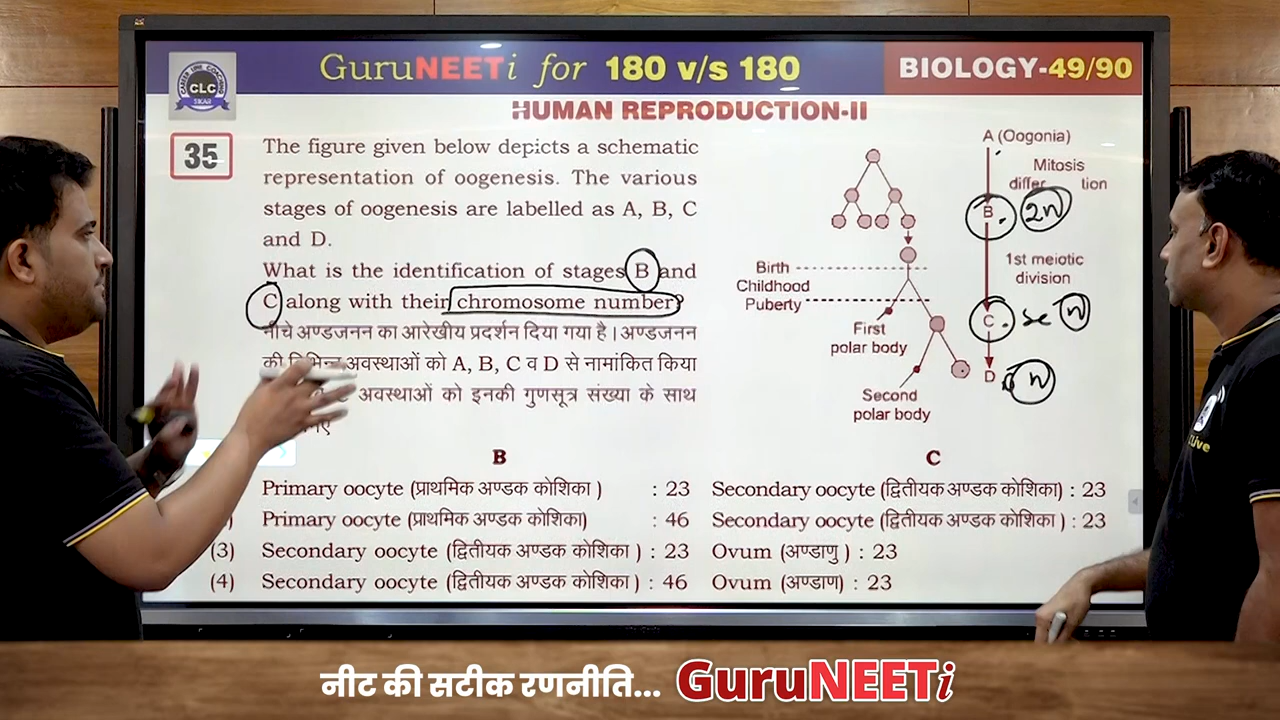 GuruNEETi for 180 v/s 180
BIOLOGY-49/90
CLC
SIKAR
HUMAN REPRODUCTION-II
35
The figure given below depicts a schematic
representation of oogenesis. The various
stages of oogenesis are labelled as A, B, C
and D.
What is the identification of stages B and
C along with their chromosome number?
नीचे अण्डजनन का आरेखीय प्रदर्शन दिया गया है। अण्डजनन
की अवस्थाओं को A, B, C व D से नामांकित किया
अवस्थाओं को इनकी गुणसूत्र संख्या के साथ
A (Oogonia)
Mitosis
B
2n
1st meiotic
division
C
n
D
n
Birth
Childhood
Puberty
First
polar body
Second
polar body
B C
Primary oocyte (प्राथमिक अण्डक कोशिका ) : 23 Secondary oocyte (द्वितीयक अण्डक कोशिका) : 23
Primary oocyte (प्राथमिक अण्डक कोशिका) : 46 Secondary oocyte (द्वितीयक अण्डक कोशिका ) : 23
(3) Secondary oocyte (द्वितीयक अण्डक कोशिका ) : 23 Ovum (अण्डाणु ) : 23
(4) Secondary oocyte (द्वितीयक अण्डक कोशिका ) : 46 Ovum (अण्डाण) : 23
Live
नीट की सटीक रणनीति... GuruNEETi